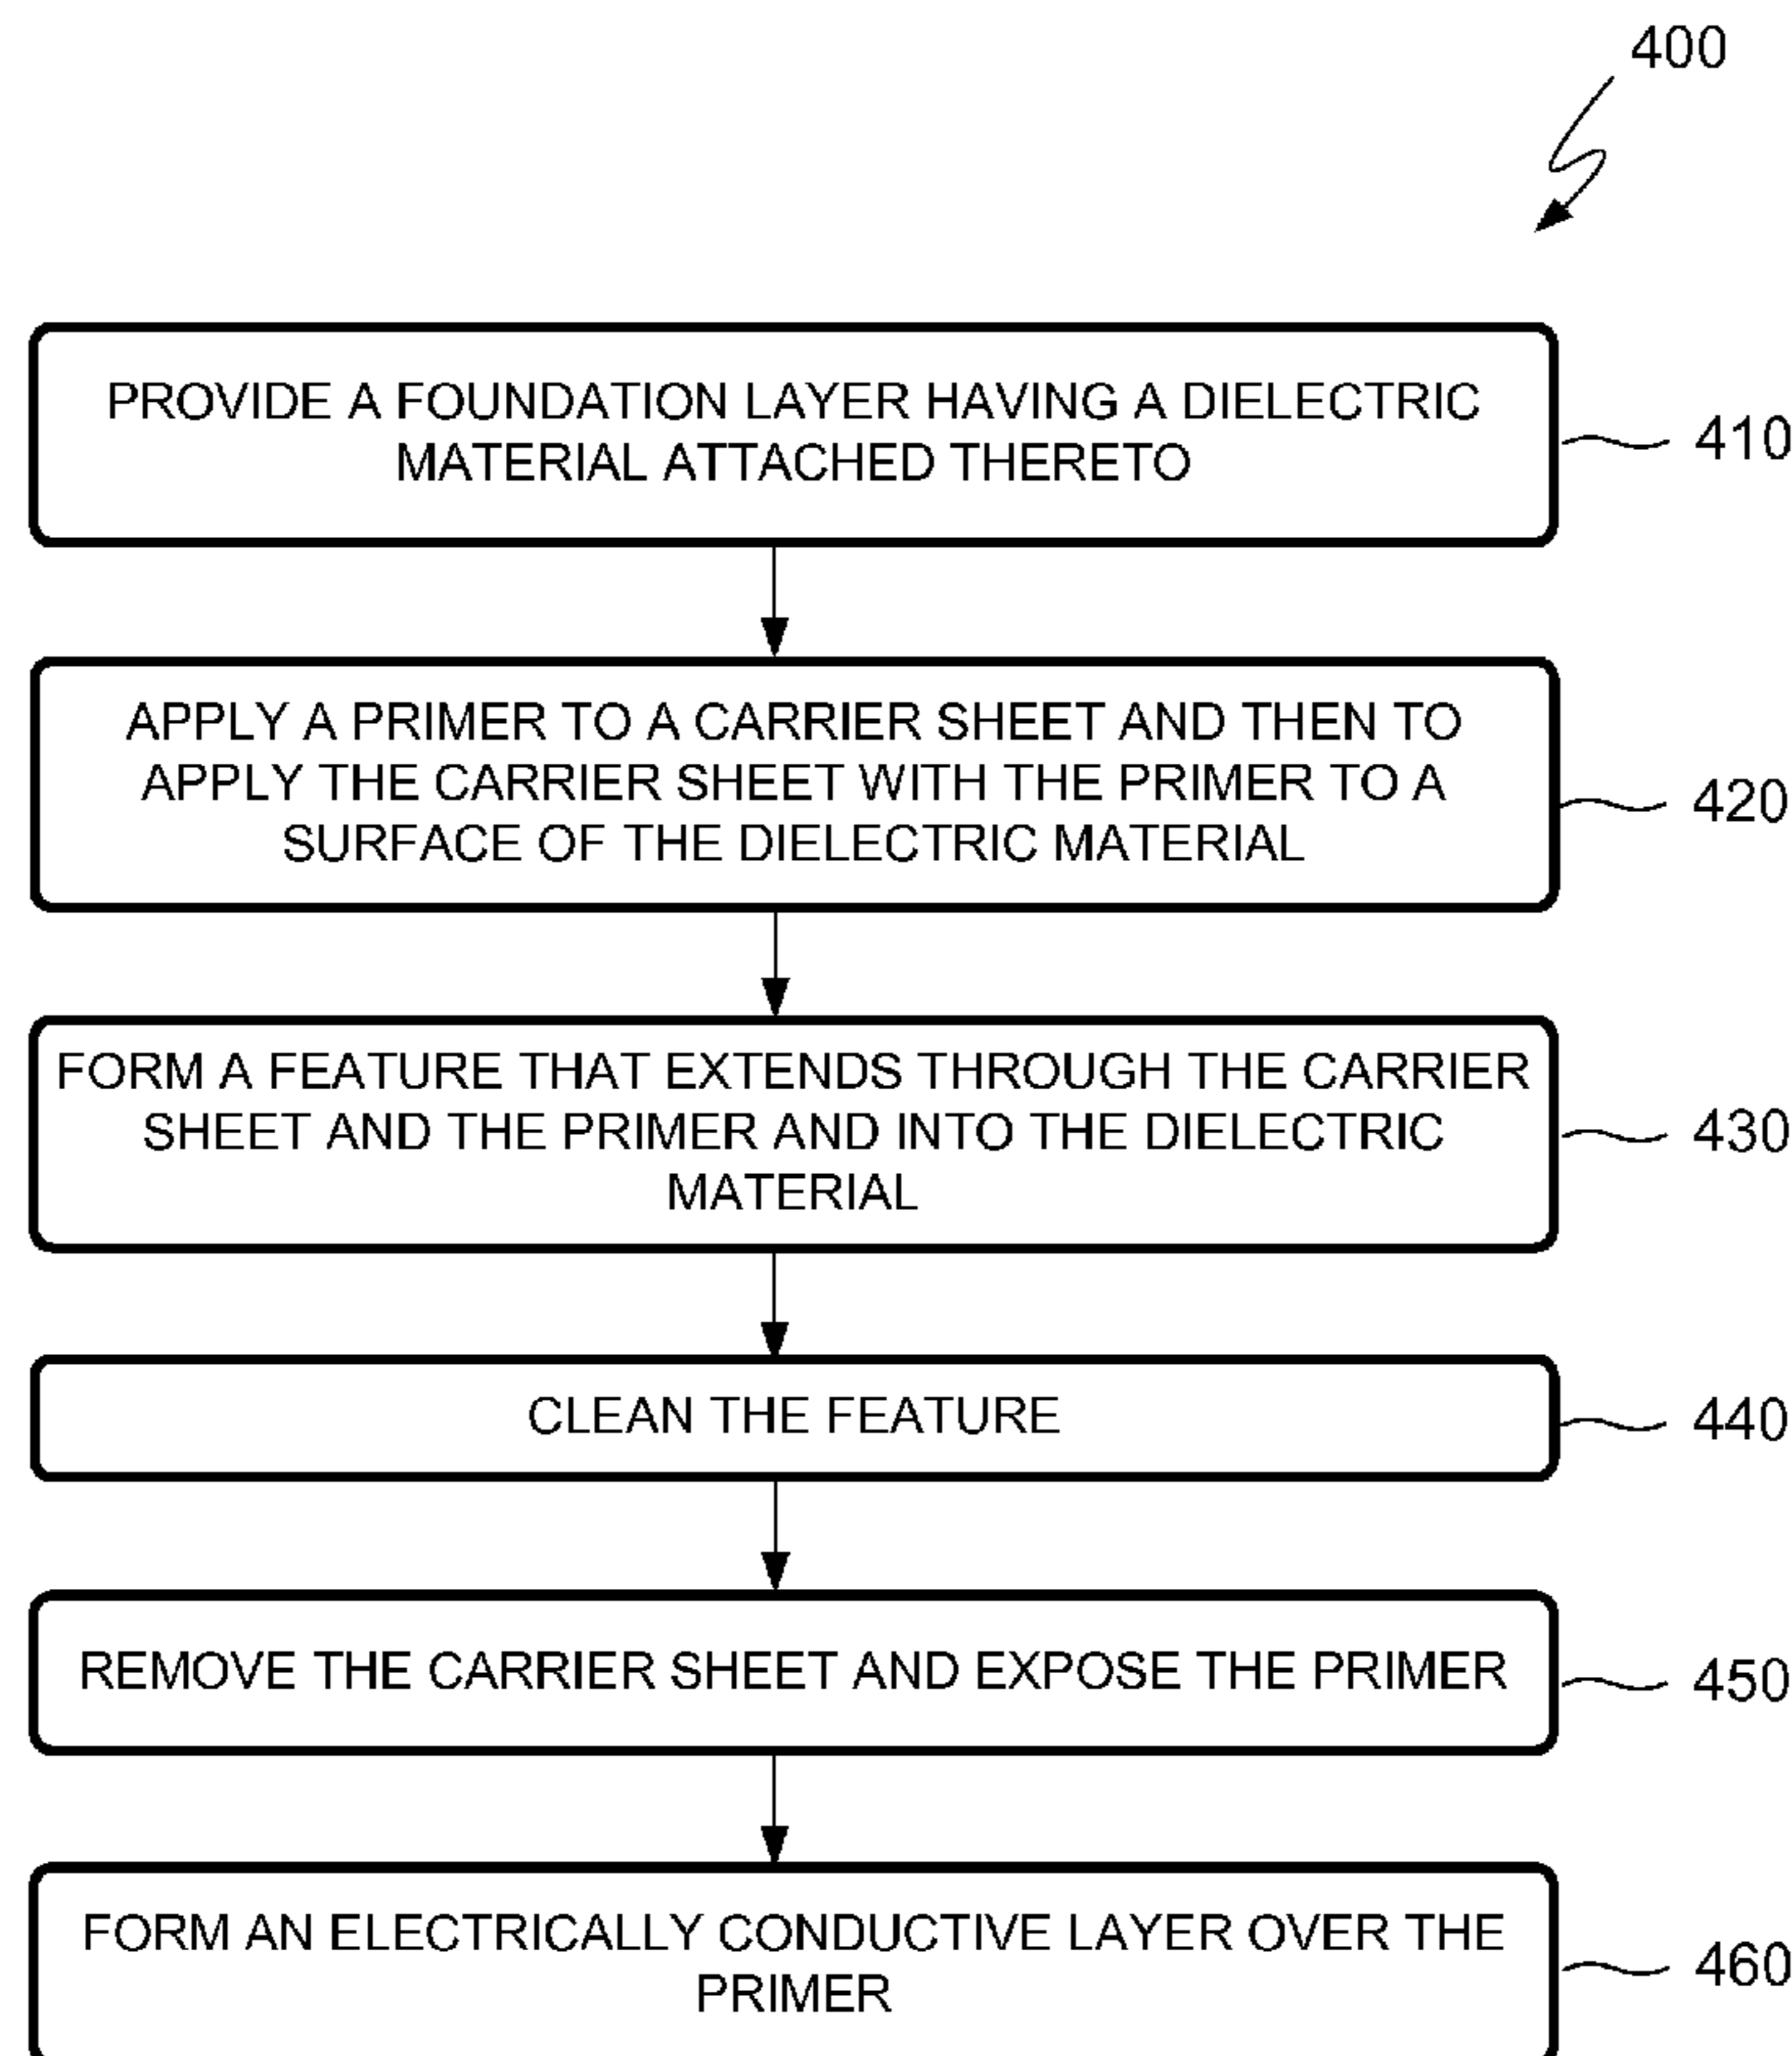 400
PROVIDE A FOUNDATION LAYER HAVING A DIELECTRIC
MATERIAL ATTACHED THERETO
410
APPLY A PRIMER TO A CARRIER SHEET AND THEN TO
APPLY THE CARRIER SHEET WITH THE PRIMER TO A
SURFACE OF THE DIELECTRIC MATERIAL
420
FORM A FEATURE THAT EXTENDS THROUGH THE CARRIER
SHEET AND THE PRIMER AND INTO THE DIELECTRIC
MATERIAL
430
CLEAN THE FEATURE
440
REMOVE THE CARRIER SHEET AND EXPOSE THE PRIMER
450
FORM AN ELECTRICALLY CONDUCTIVE LAYER OVER THE
PRIMER
460